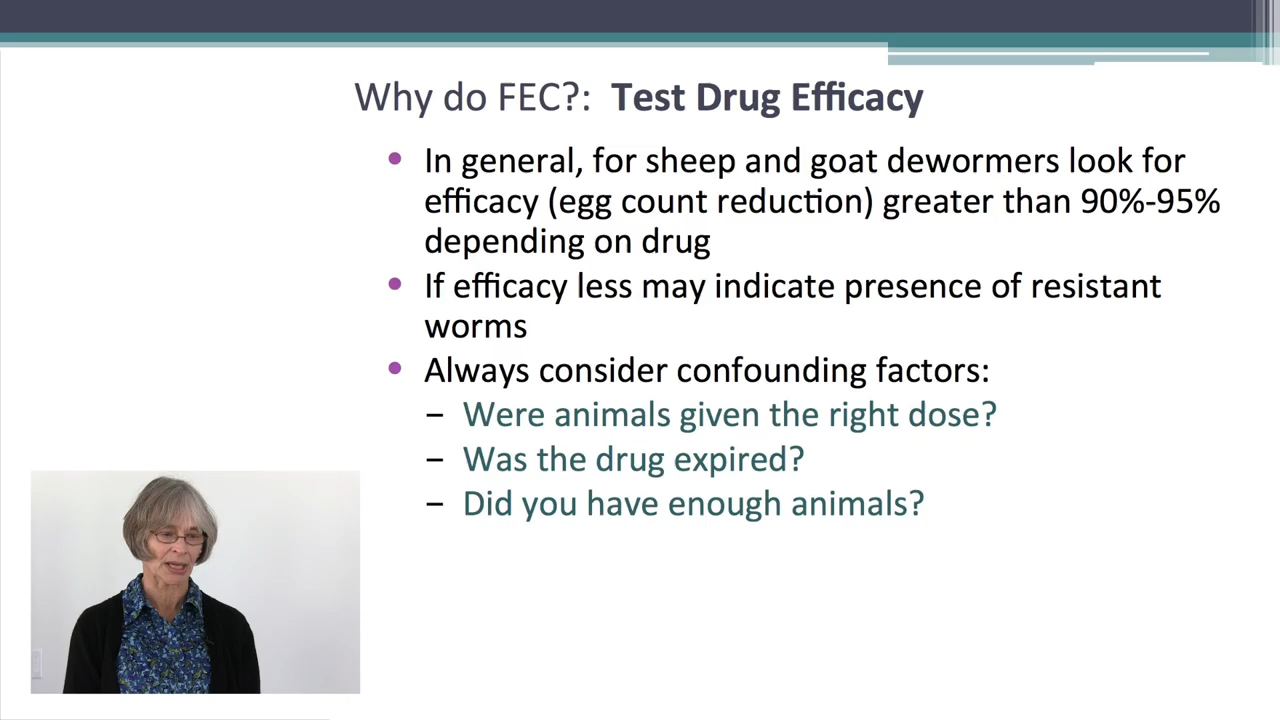 Why do FEC?: Test Drug Efficacy
• In general, for sheep and goat dewormers look for
efficacy (egg count reduction) greater than 90%-95%
depending on drug
• If efficacy less may indicate presence of resistant
worms
• Always consider confounding factors:
– Were animals given the right dose?
– Was the drug expired?
– Did you have enough animals?